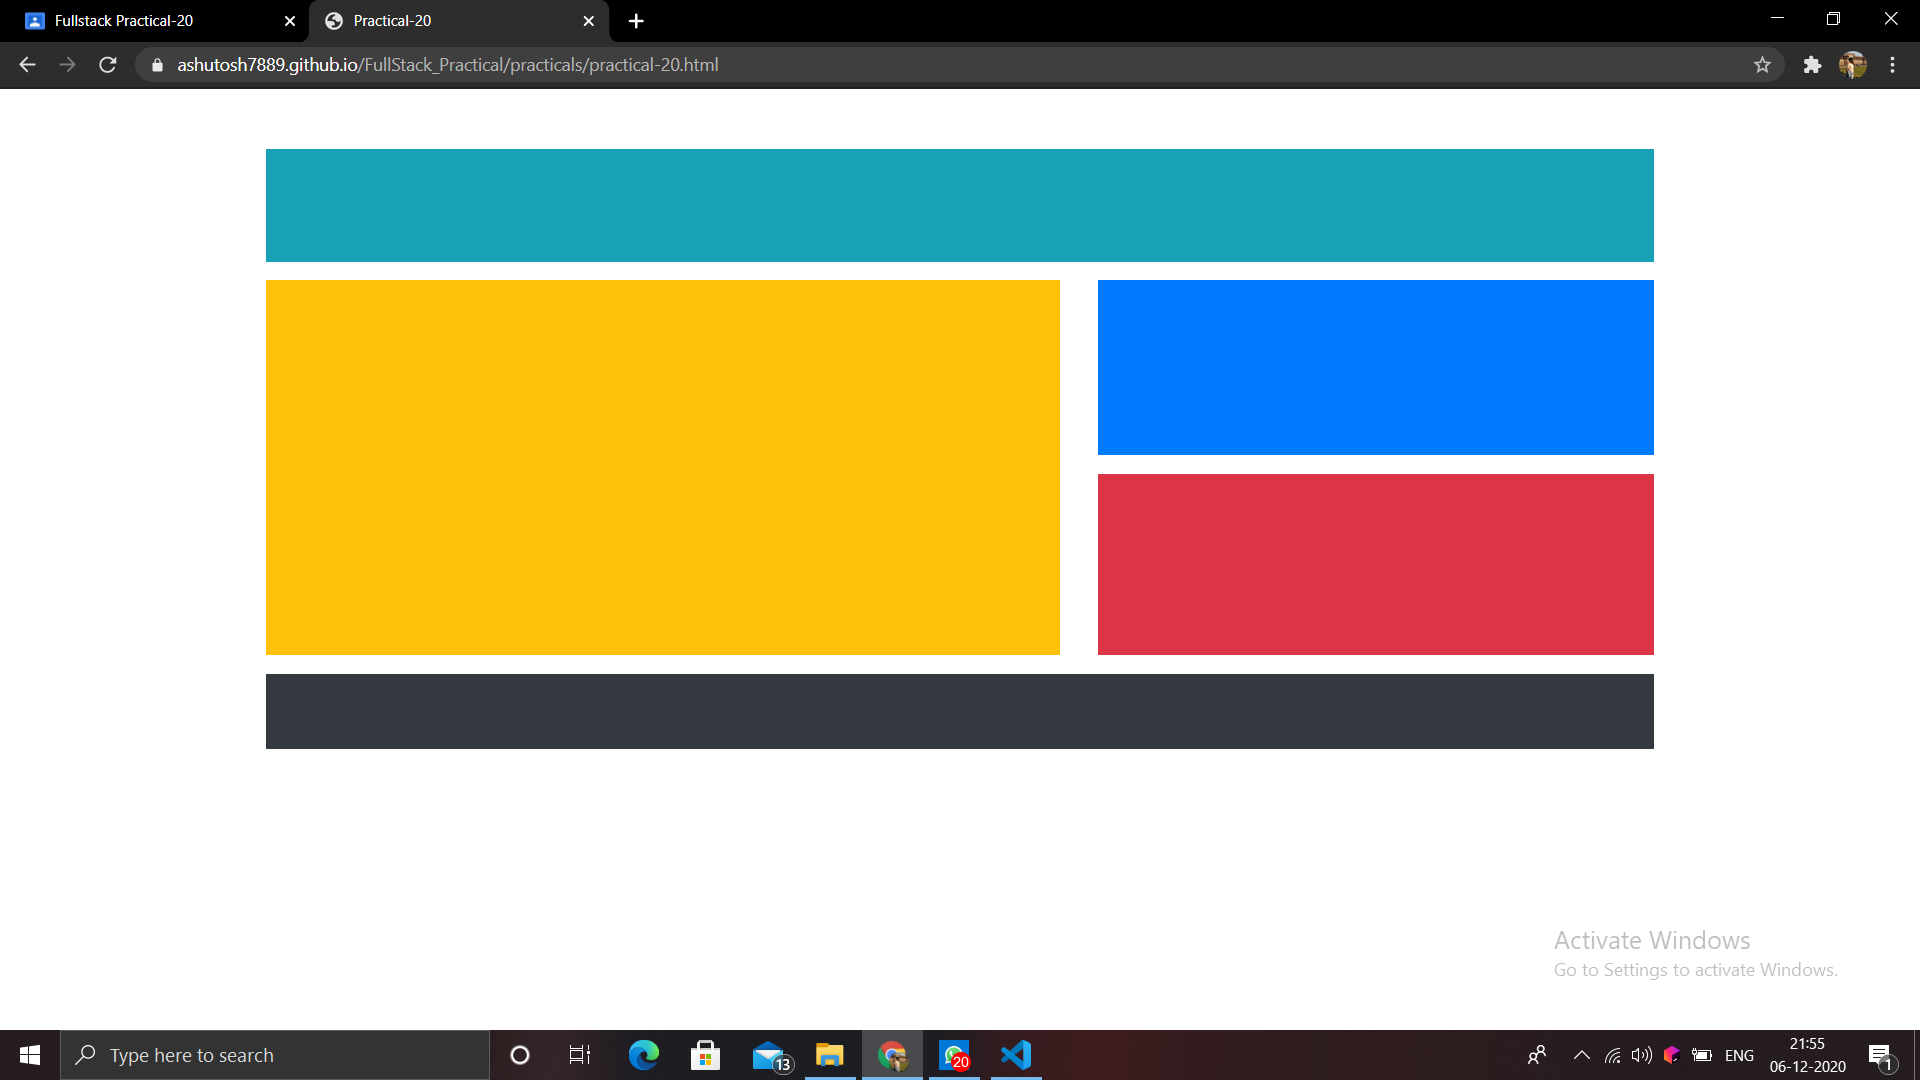 Fullstack Practical-20
Practical-20
ashutosh7889.github.io/FullStack_Practical/practicals/practical-20.html
Activate Windows
Go to Settings to activate Windows.
Type here to search
13
20
ENG
21:55
06-12-2020
1